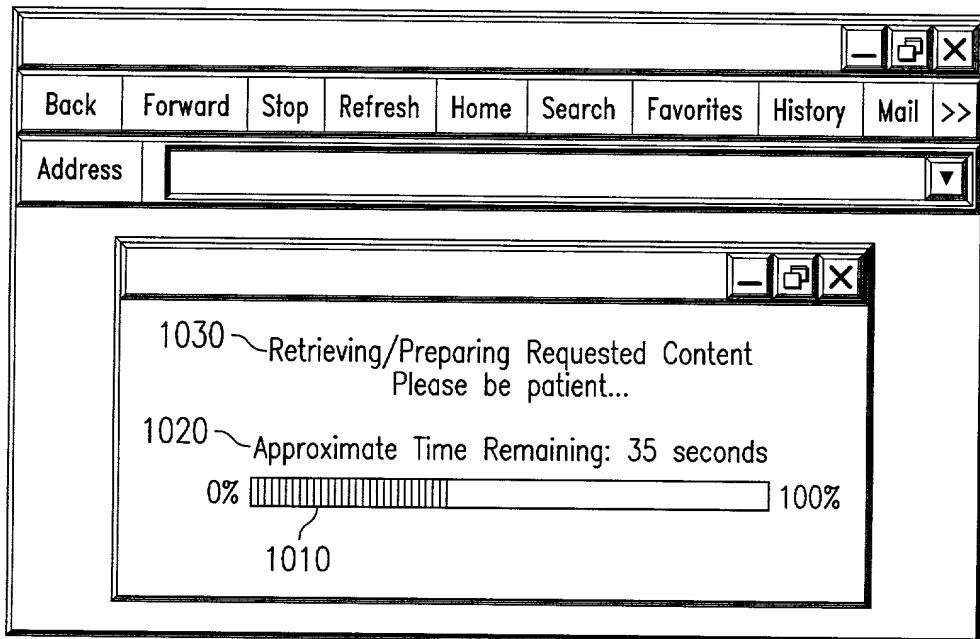 Back Forward Stop Refresh Home Search Favorites History Mail >>
Address
1030 Retrieving/Preparing Requested Content
Please be patient...
1020 Approximate Time Remaining: 35 seconds
0% 100%
1010